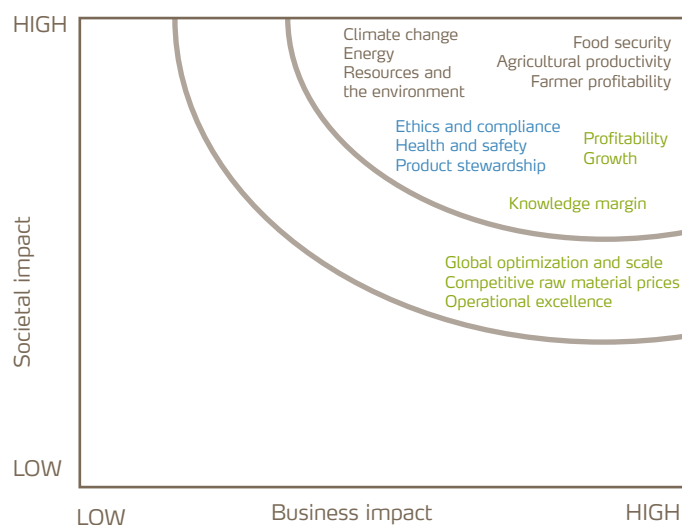 HIGH
Climate change
Energy
Resources and
the environment
Food security
Agricultural productivity
Farmer profitability
Ethics and compliance
Health and safety
Product stewardship
Profitability
Growth
Knowledge margin
Global optimization and scale
Competitive raw material prices
Operational excellence
Societal impact
LOW
LOW
Business impact
HIGH